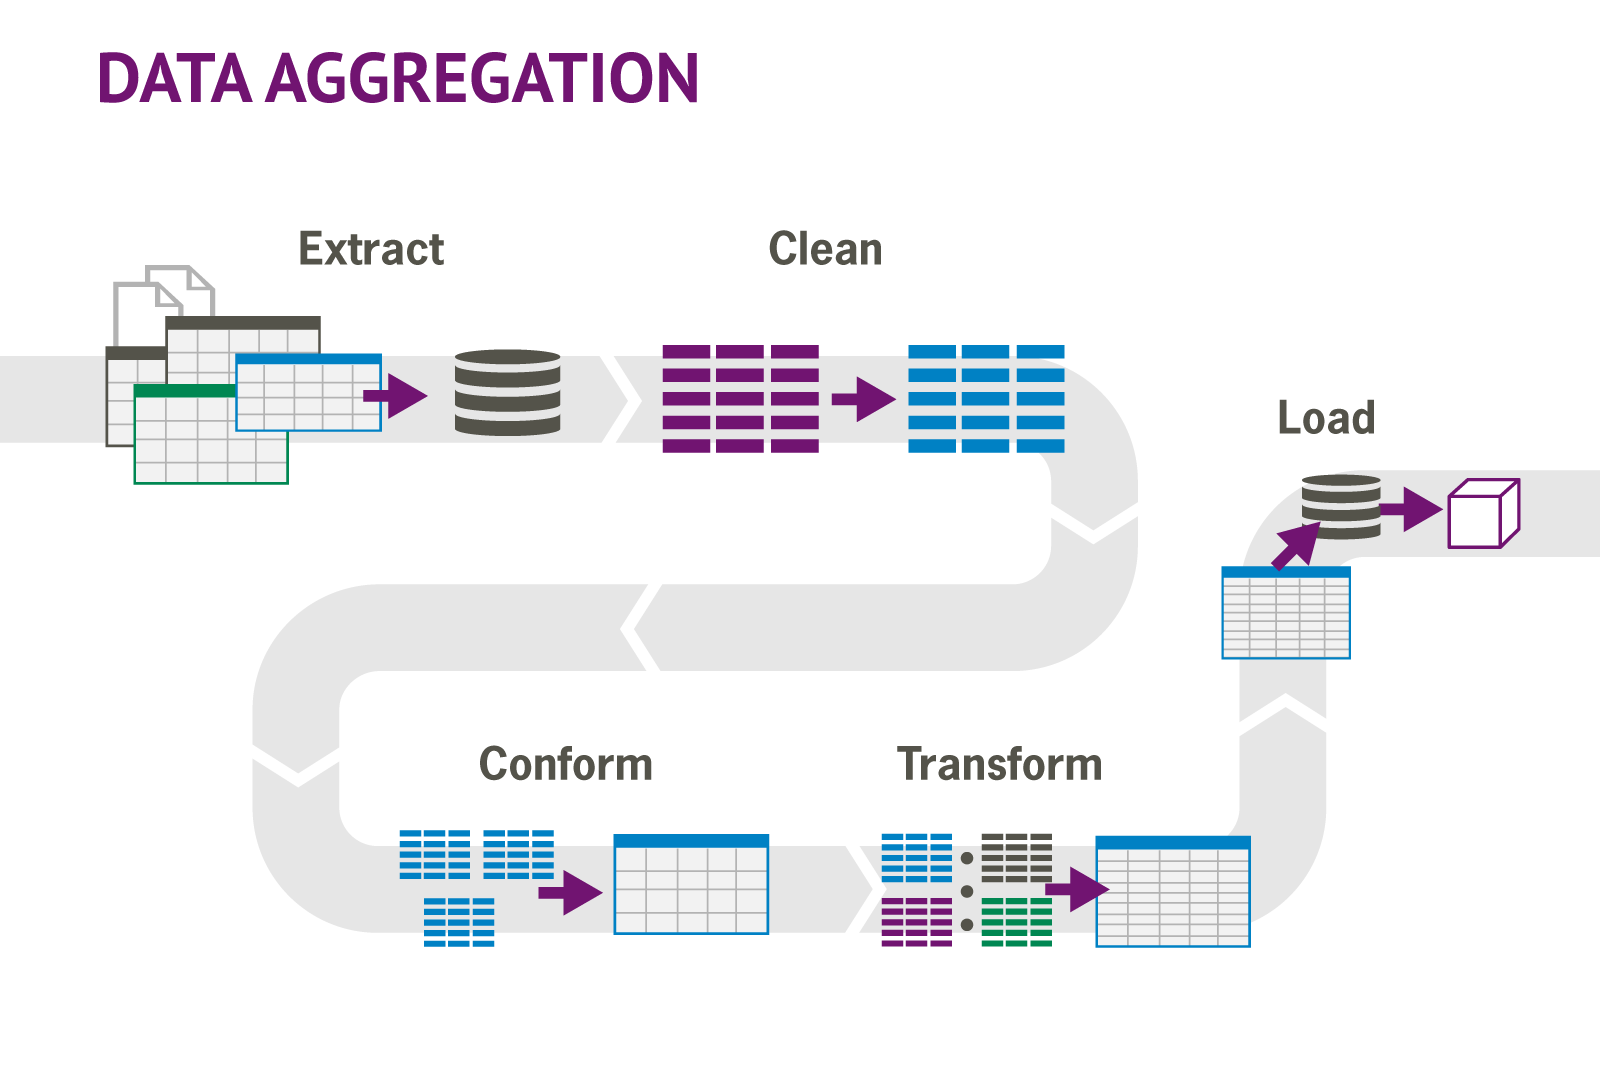 DATA AGGREGATION
Extract
Clean
Load
Conform
Transform